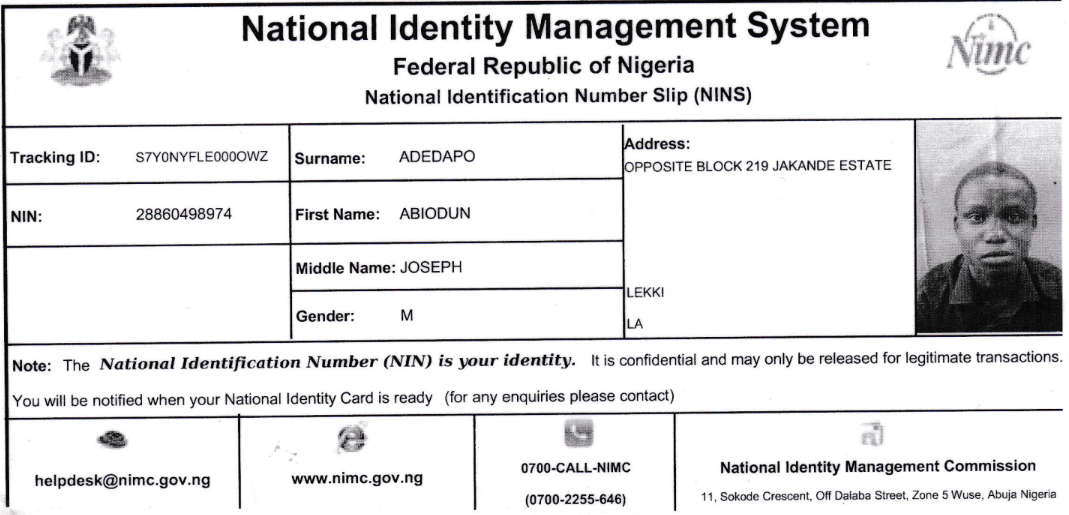 National Identity Management System
Federal Republic of Nigeria
National Identification Number Slip (NINS)
Nimc
Tracking ID: S7Y0NYFLE000OWZ
Surname: ADEDAPO
Address:
OPPOSITE BLOCK 219 JAKANDE ESTATE
NIN: 28860498974
First Name: ABIODUN
Middle Name: JOSEPH
Gender: M
LEKKI
LA
Note: The National Identification Number (NIN) is your identity. It is confidential and may only be released for legitimate transactions.
You will be notified when your National Identity Card is ready (for any enquiries please contact)
helpdesk@nimc.gov.ng
www.nimc.gov.ng
0700-CALL-NIMC
(0700-2255-646)
National Identity Management Commission
11, Sokode Crescent, Off Dalaba Street, Zone 5 Wuse, Abuja Nigeria